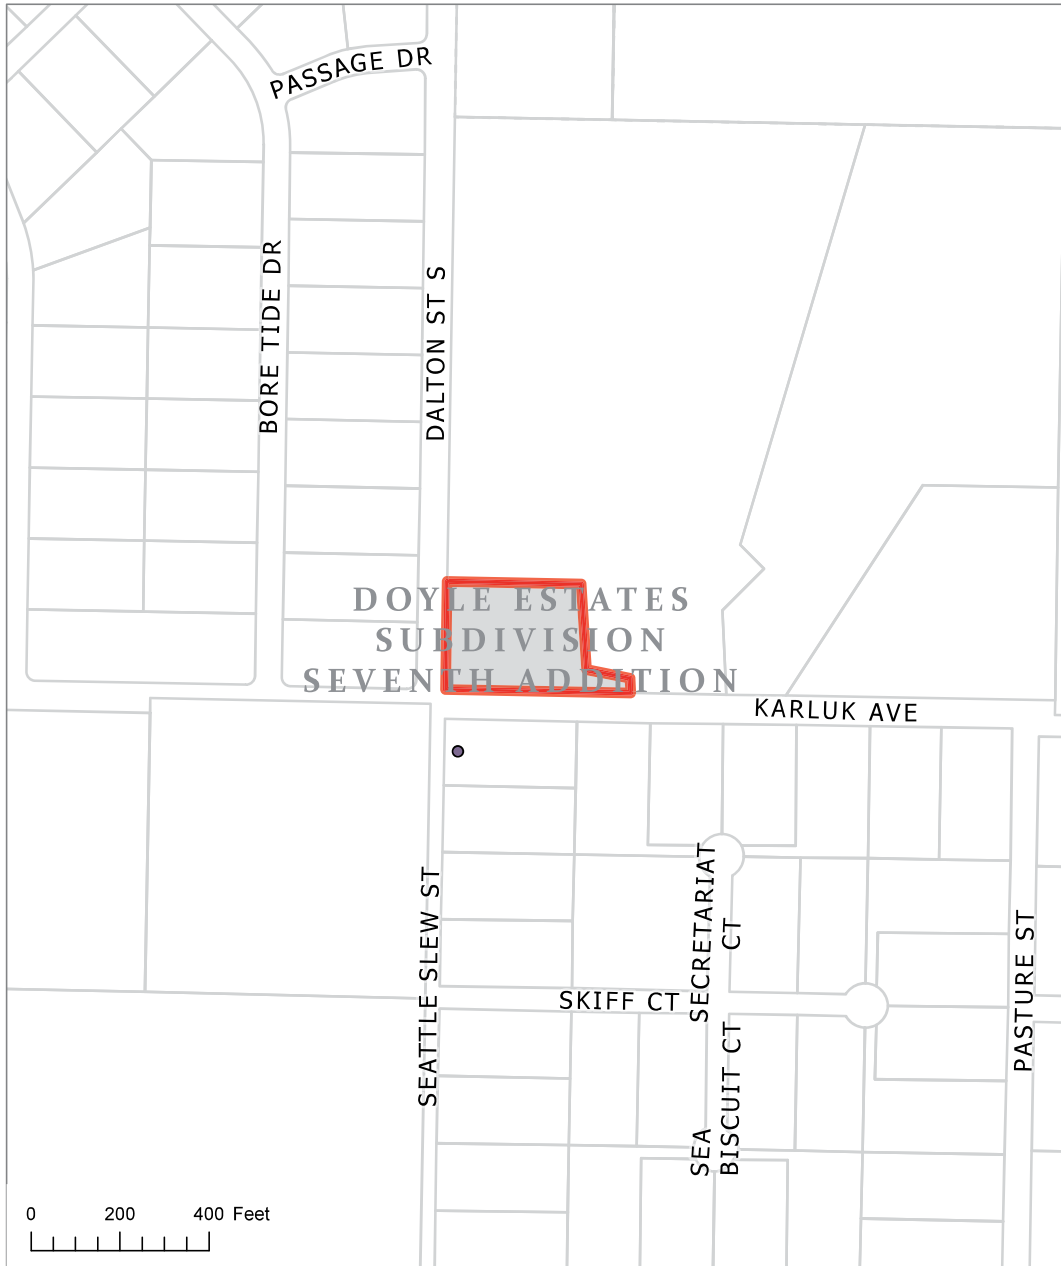 PASSAGE DR
BORE TIDE DR
DALTON ST S
DOYLE ESTATES
SUBDIVISION
SEVENTH ADDITION
KARLUK AVE
SEATTLE SLEW ST
SECRETARIAT
CT
SKIFF CT
PASTURE ST
SEA
BISCUIT CT
0 200 400 Feet